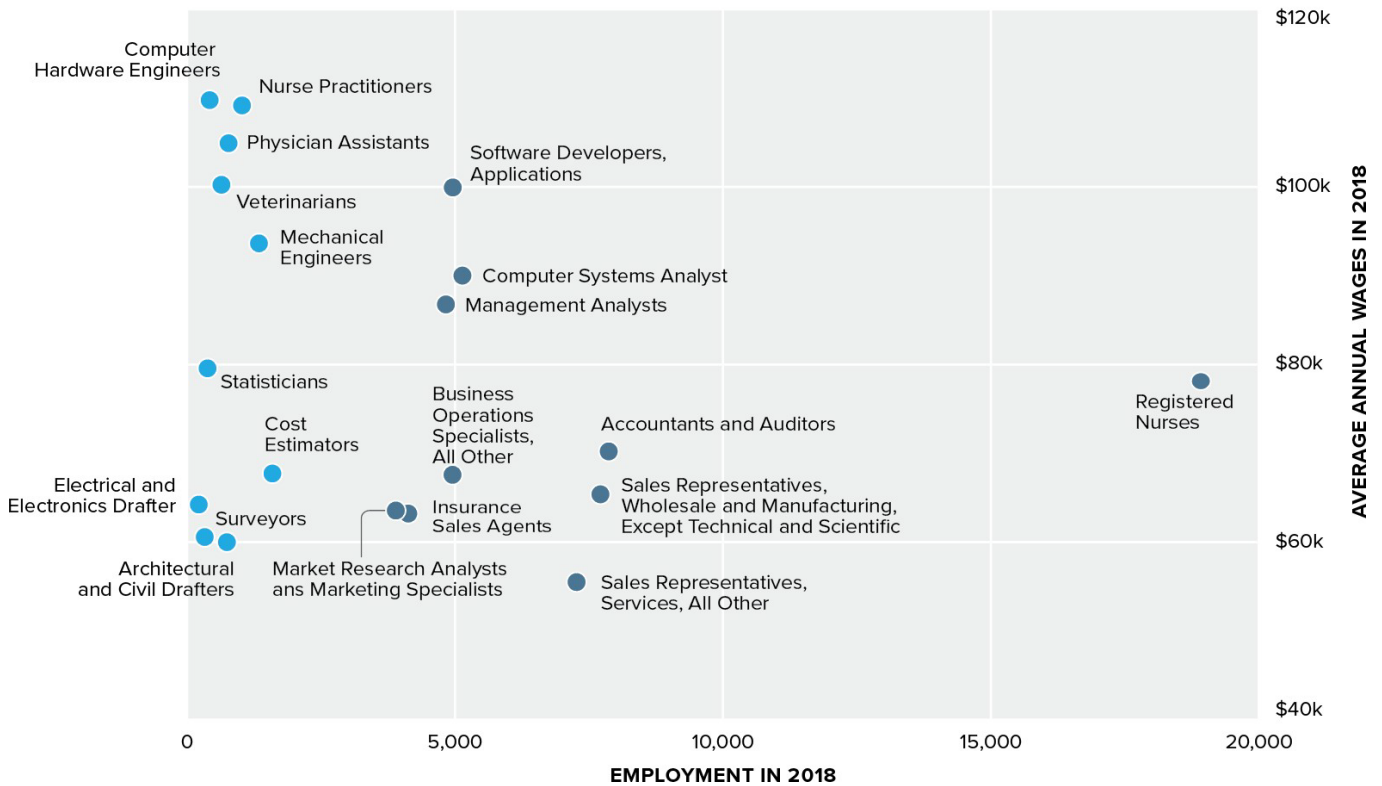 Computer
Hardware Engineers
Nurse Practitioners
Physician Assistants
Software Developers,
Applications
Veterinarians
Mechanical
Engineers
Computer Systems Analyst
Management Analysts
Statisticians
Business
Operations
Specialists,
All Other
Cost
Estimators
Accountants and Auditors
Registered
Nurses
Electrical and
Electronics Drafter
Surveyors
Insurance
Sales Agents
Sales Representatives,
Wholesale and Manufacturing,
Except Technical and Scientific
Architectural
and Civil Drafters
Market Research Analysts
ans Marketing Specialists
Sales Representatives,
Services, All Other
$120k
$100k
$80k
$60k
$40k
AVERAGE ANNUAL WAGES IN 2018
0
5,000
10,000
15,000
20,000
EMPLOYMENT IN 2018